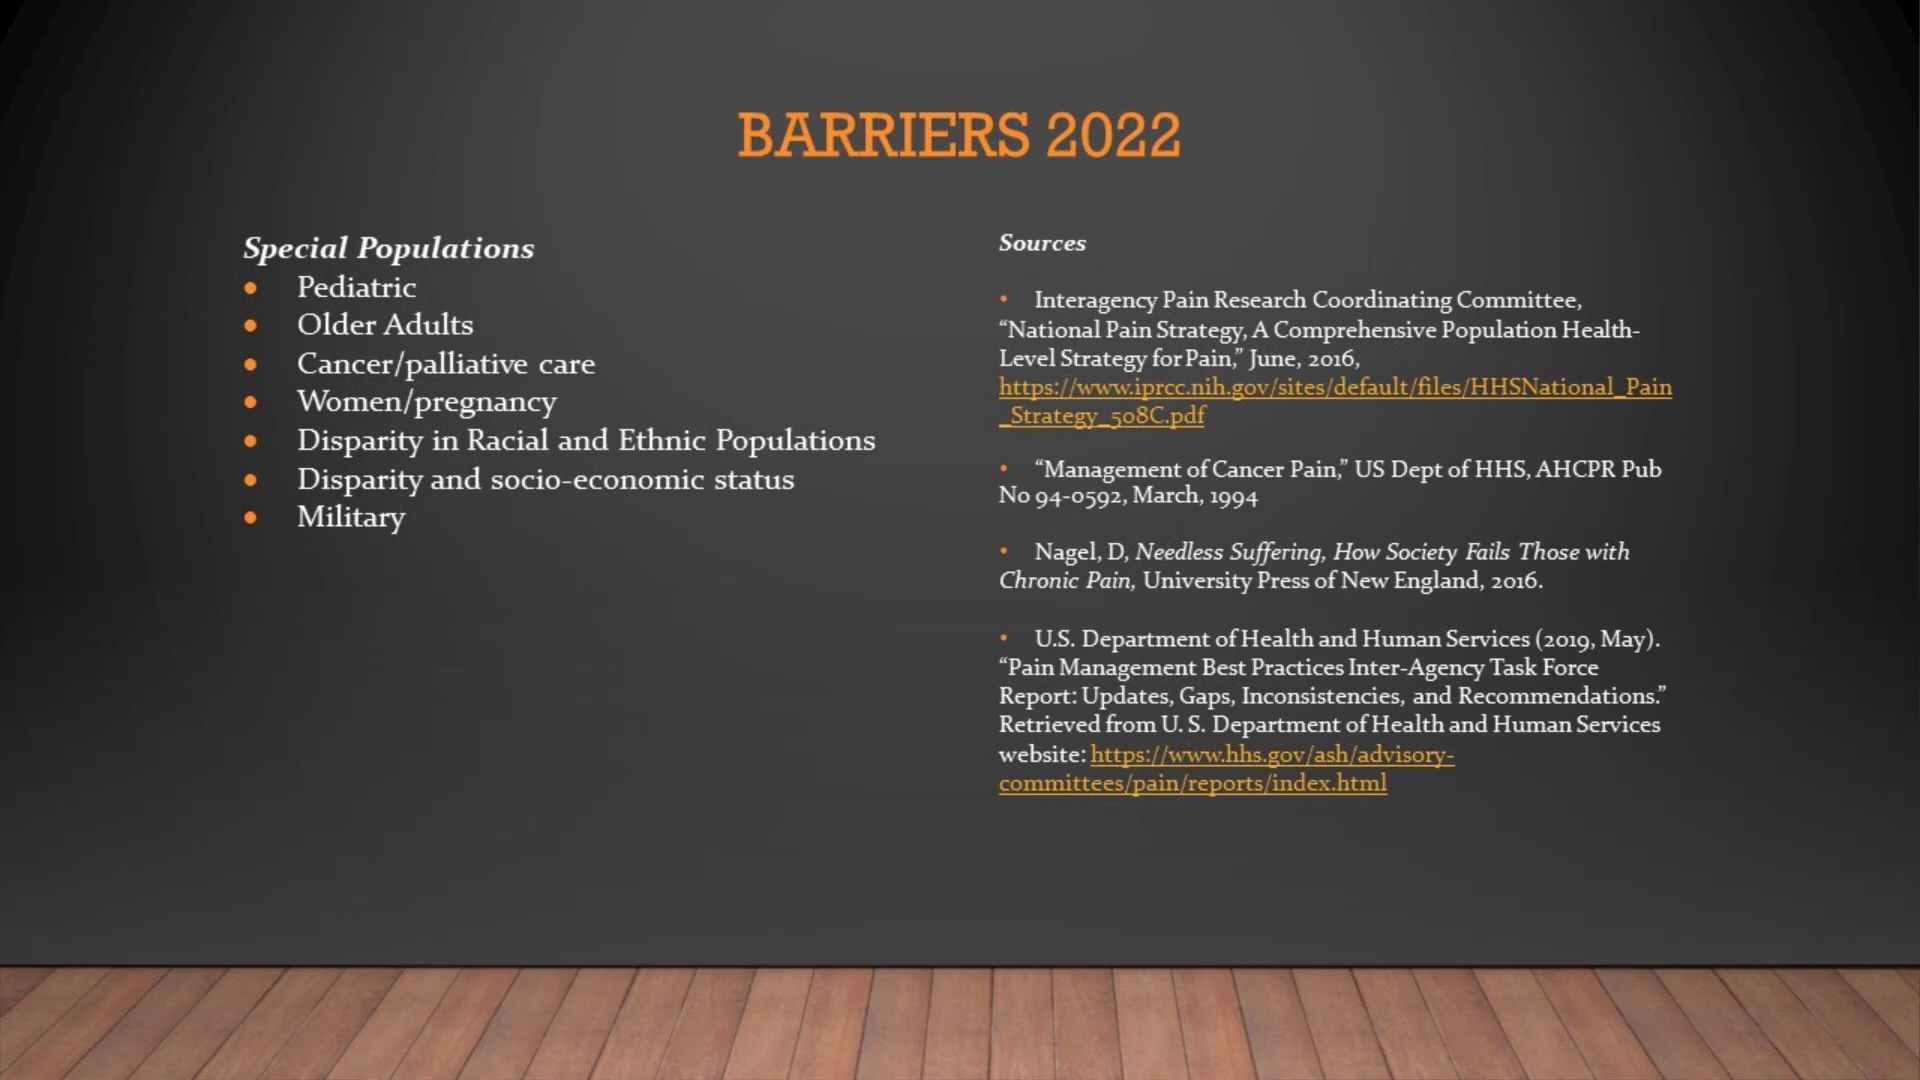 BARRIERS 2022
Special Populations
• Pediatric
• Older Adults
• Cancer/palliative care
• Women/pregnancy
• Disparity in Racial and Ethnic Populations
• Disparity and socio-economic status
• Military
Sources
• Interagency Pain Research Coordinating Committee,
“National Pain Strategy, A Comprehensive Population Health-
Level Strategy for Pain,” June, 2016,
https://www.iprcc.nih.gov/sites/default/files/HHSNational_Pain
_Strategy_508C.pdf
• “Management of Cancer Pain,” US Dept of HHS, AHCPR Pub
No 94-0592, March, 1994
• Nagel, D, Needless Suffering, How Society Fails Those with
Chronic Pain, University Press of New England, 2016.
• U.S. Department of Health and Human Services (2019, May).
“Pain Management Best Practices Inter-Agency Task Force
Report: Updates, Gaps, Inconsistencies, and Recommendations.”
Retrieved from U. S. Department of Health and Human Services
website: https://www.hhs.gov/ash/advisory-
committees/pain/reports/index.html